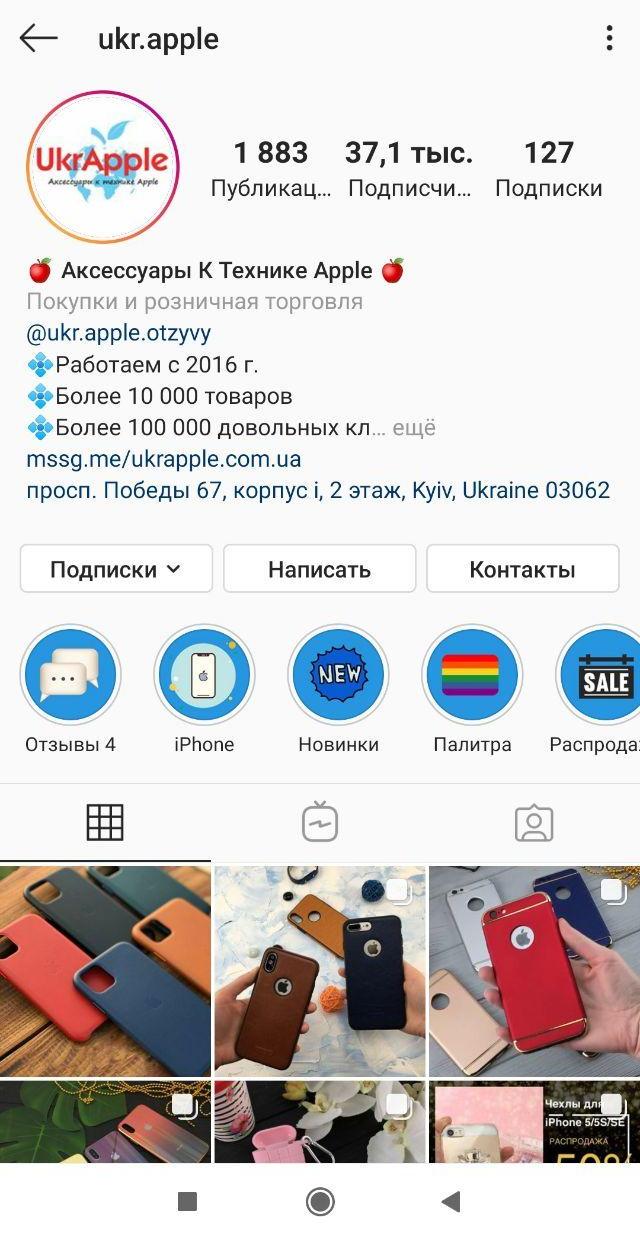 ukr.apple
UkrApple
Аксессуары к технике Apple
1 883 37,1 тыс. 127
Публикац... Подписчи... Подписки
Аксессуары К Технике Apple
Покупки и розничная торговля
@ukr.apple.otzyvy
Работаем с 2016 г.
Более 10 000 товаров
Более 100 000 довольных кл... ещё
mssg.me/ukrapple.com.ua
просп. Победы 67, корпус і, 2 этаж, Kyiv, Ukraine 03062
Подписки Написать Контакты
NEW SALE
Отзывы 4 iPhone Новинки Палитра Распрода
Чехлы для
iPhone 5/5S/SE
РАСПРОДАЖА
50%